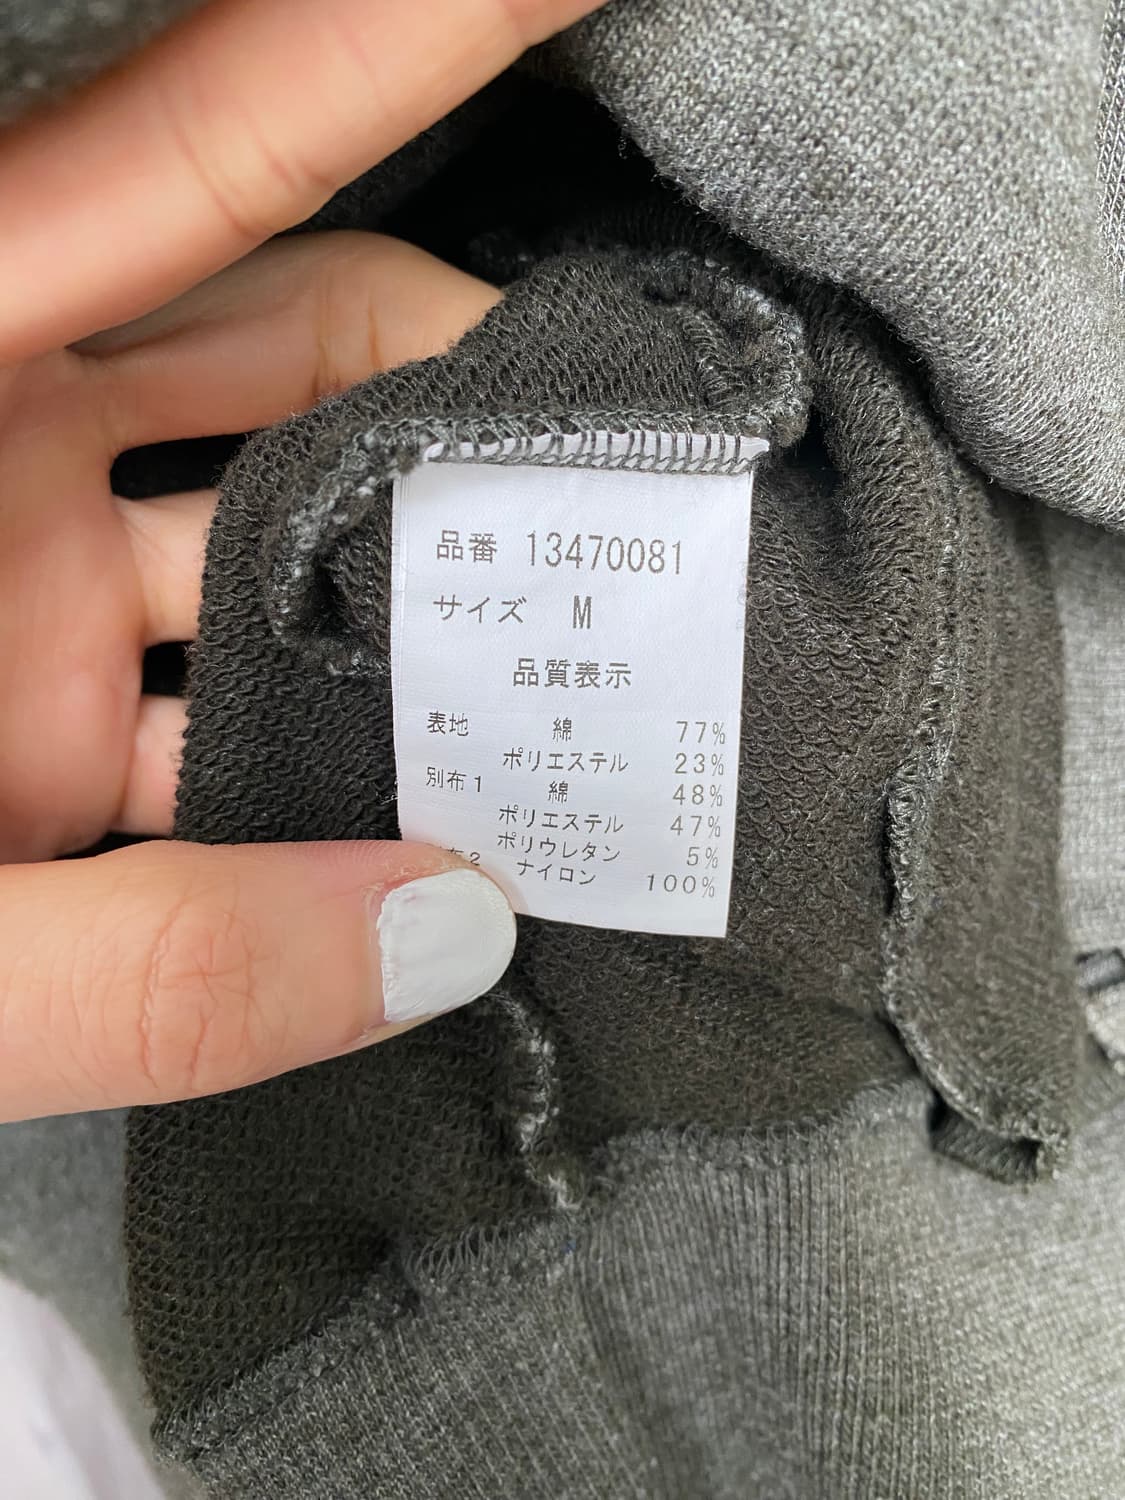 品番 13470081
サイズ M
品質表示
表地 綿 77%
ポリエステル 23%
別布1 綿 48%
ポリエステル 47%
ポリウレタン 5%
布2 ナイロン 100%